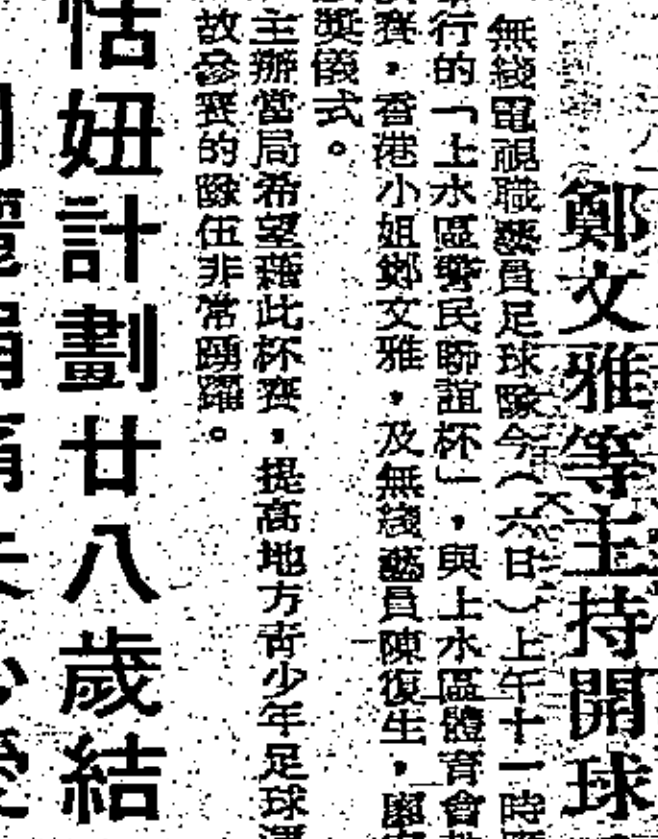 鄭文雅等主持開球
無綫電視職藝員足球隊今(六日)上午十一時
行的「上水區警民聯誼杯」,與上水區體育會
賽,香港小姐鄭文雅,及無綫藝員陳復生,
獎儀式。
主辦當局希望藉此杯賽,提高地方青少年足球
故參賽的隊伍非常踴躍。
恬妞計劃廿八歲結